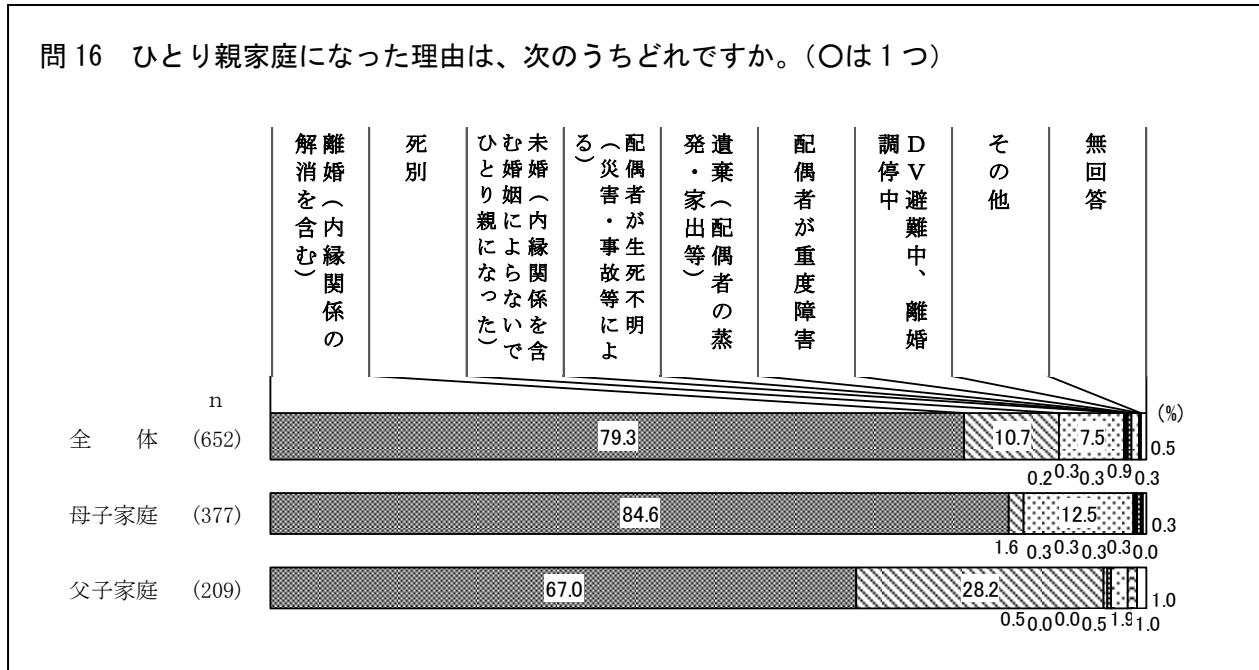 問16 ひとり親家庭になった理由は、次のうちどれですか。（〇は１つ）
離婚（内縁関係の
解消を含む）
死別
未婚（内縁関係を含
む婚姻によらないで
ひとり親になった）
配偶者が生死不明
（災害・事故等によ
る）
遺棄（配偶者の蒸
発・家出等）
配偶者が重度障害
ＤＶ避難中、離婚
調停中
その他
無回答
n
(%)
全　体 (652) 79.3 10.7 7.5 0.5
0.2 0.3 0.3 0.9 0.3
母子家庭 (377) 84.6 12.5 0.3
1.6 0.3 0.3 0.3 0.3 0.0
父子家庭 (209) 67.0 28.2 1.0
0.5 0.0 0.0 0.5 1.9 1.0